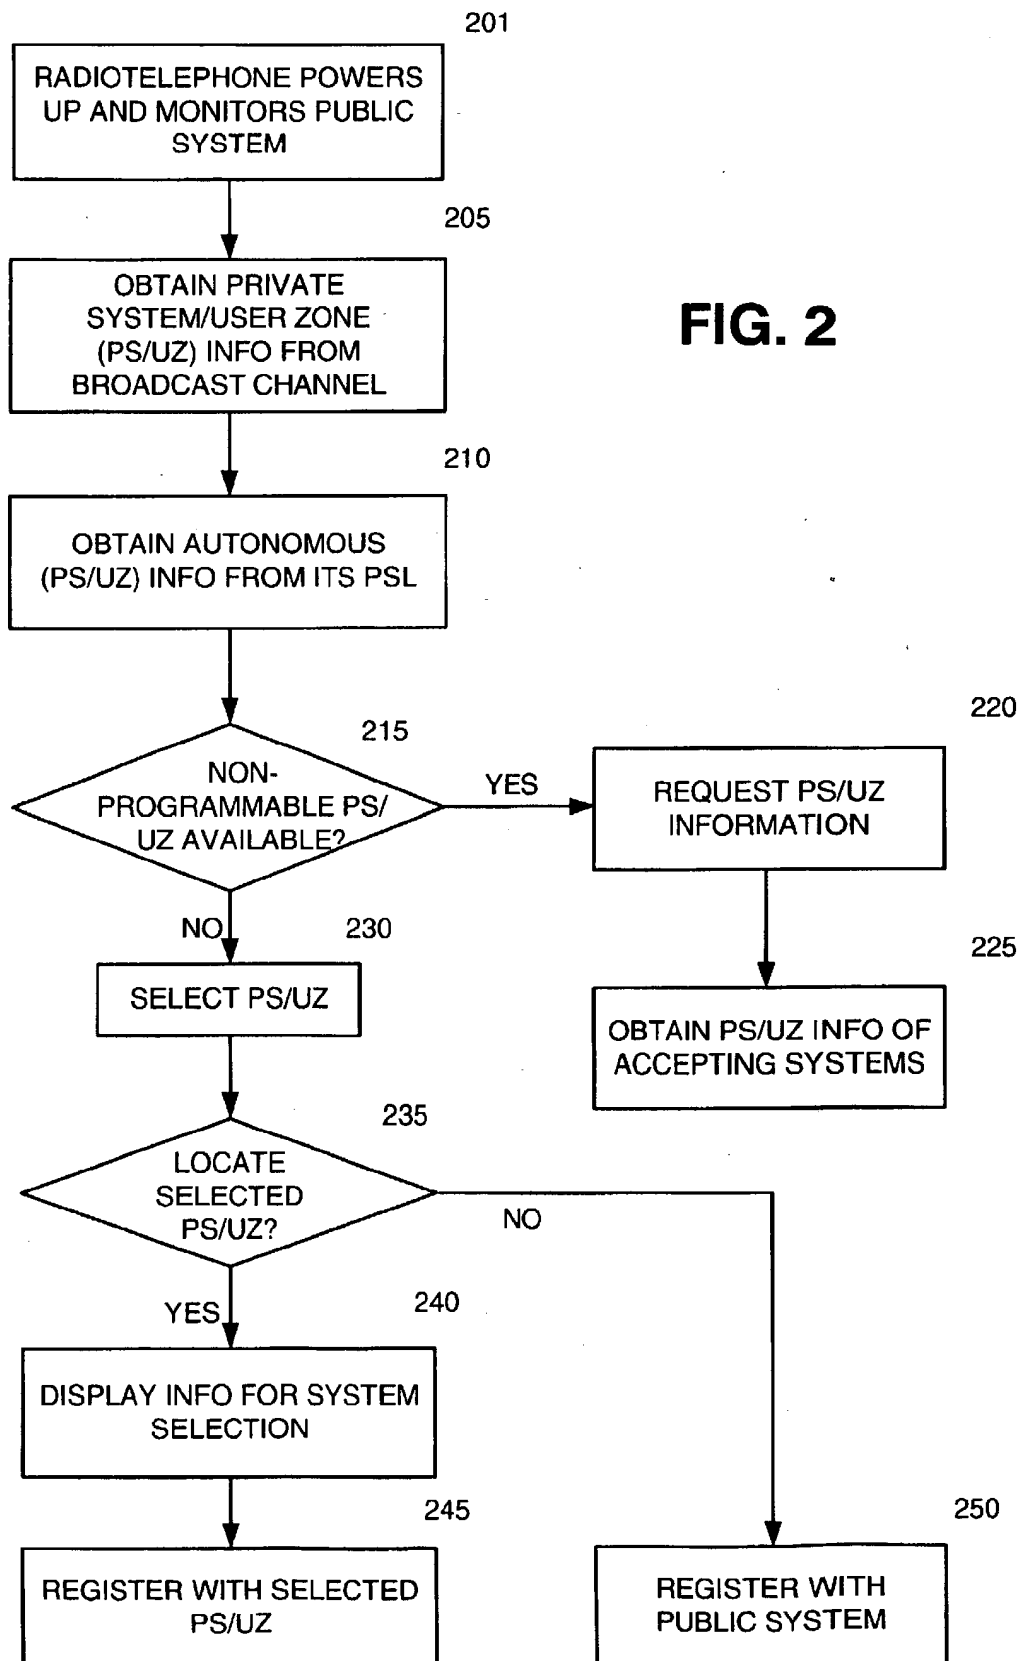 201
RADIOTELEPHONE POWERS
UP AND MONITORS PUBLIC
SYSTEM
205
OBTAIN PRIVATE
SYSTEM/USER ZONE
(PS/UZ) INFO FROM
BROADCAST CHANNEL
FIG. 2
210
OBTAIN AUTONOMOUS
(PS/UZ) INFO FROM ITS PSL
215
NON-
PROGRAMMABLE PS/
UZ AVAILABLE?
YES
220
REQUEST PS/UZ
INFORMATION
225
OBTAIN PS/UZ INFO OF
ACCEPTING SYSTEMS
NO
230
SELECT PS/UZ
235
LOCATE
SELECTED
PS/UZ?
NO
YES
240
DISPLAY INFO FOR SYSTEM
SELECTION
245
REGISTER WITH SELECTED
PS/UZ
250
REGISTER WITH
PUBLIC SYSTEM